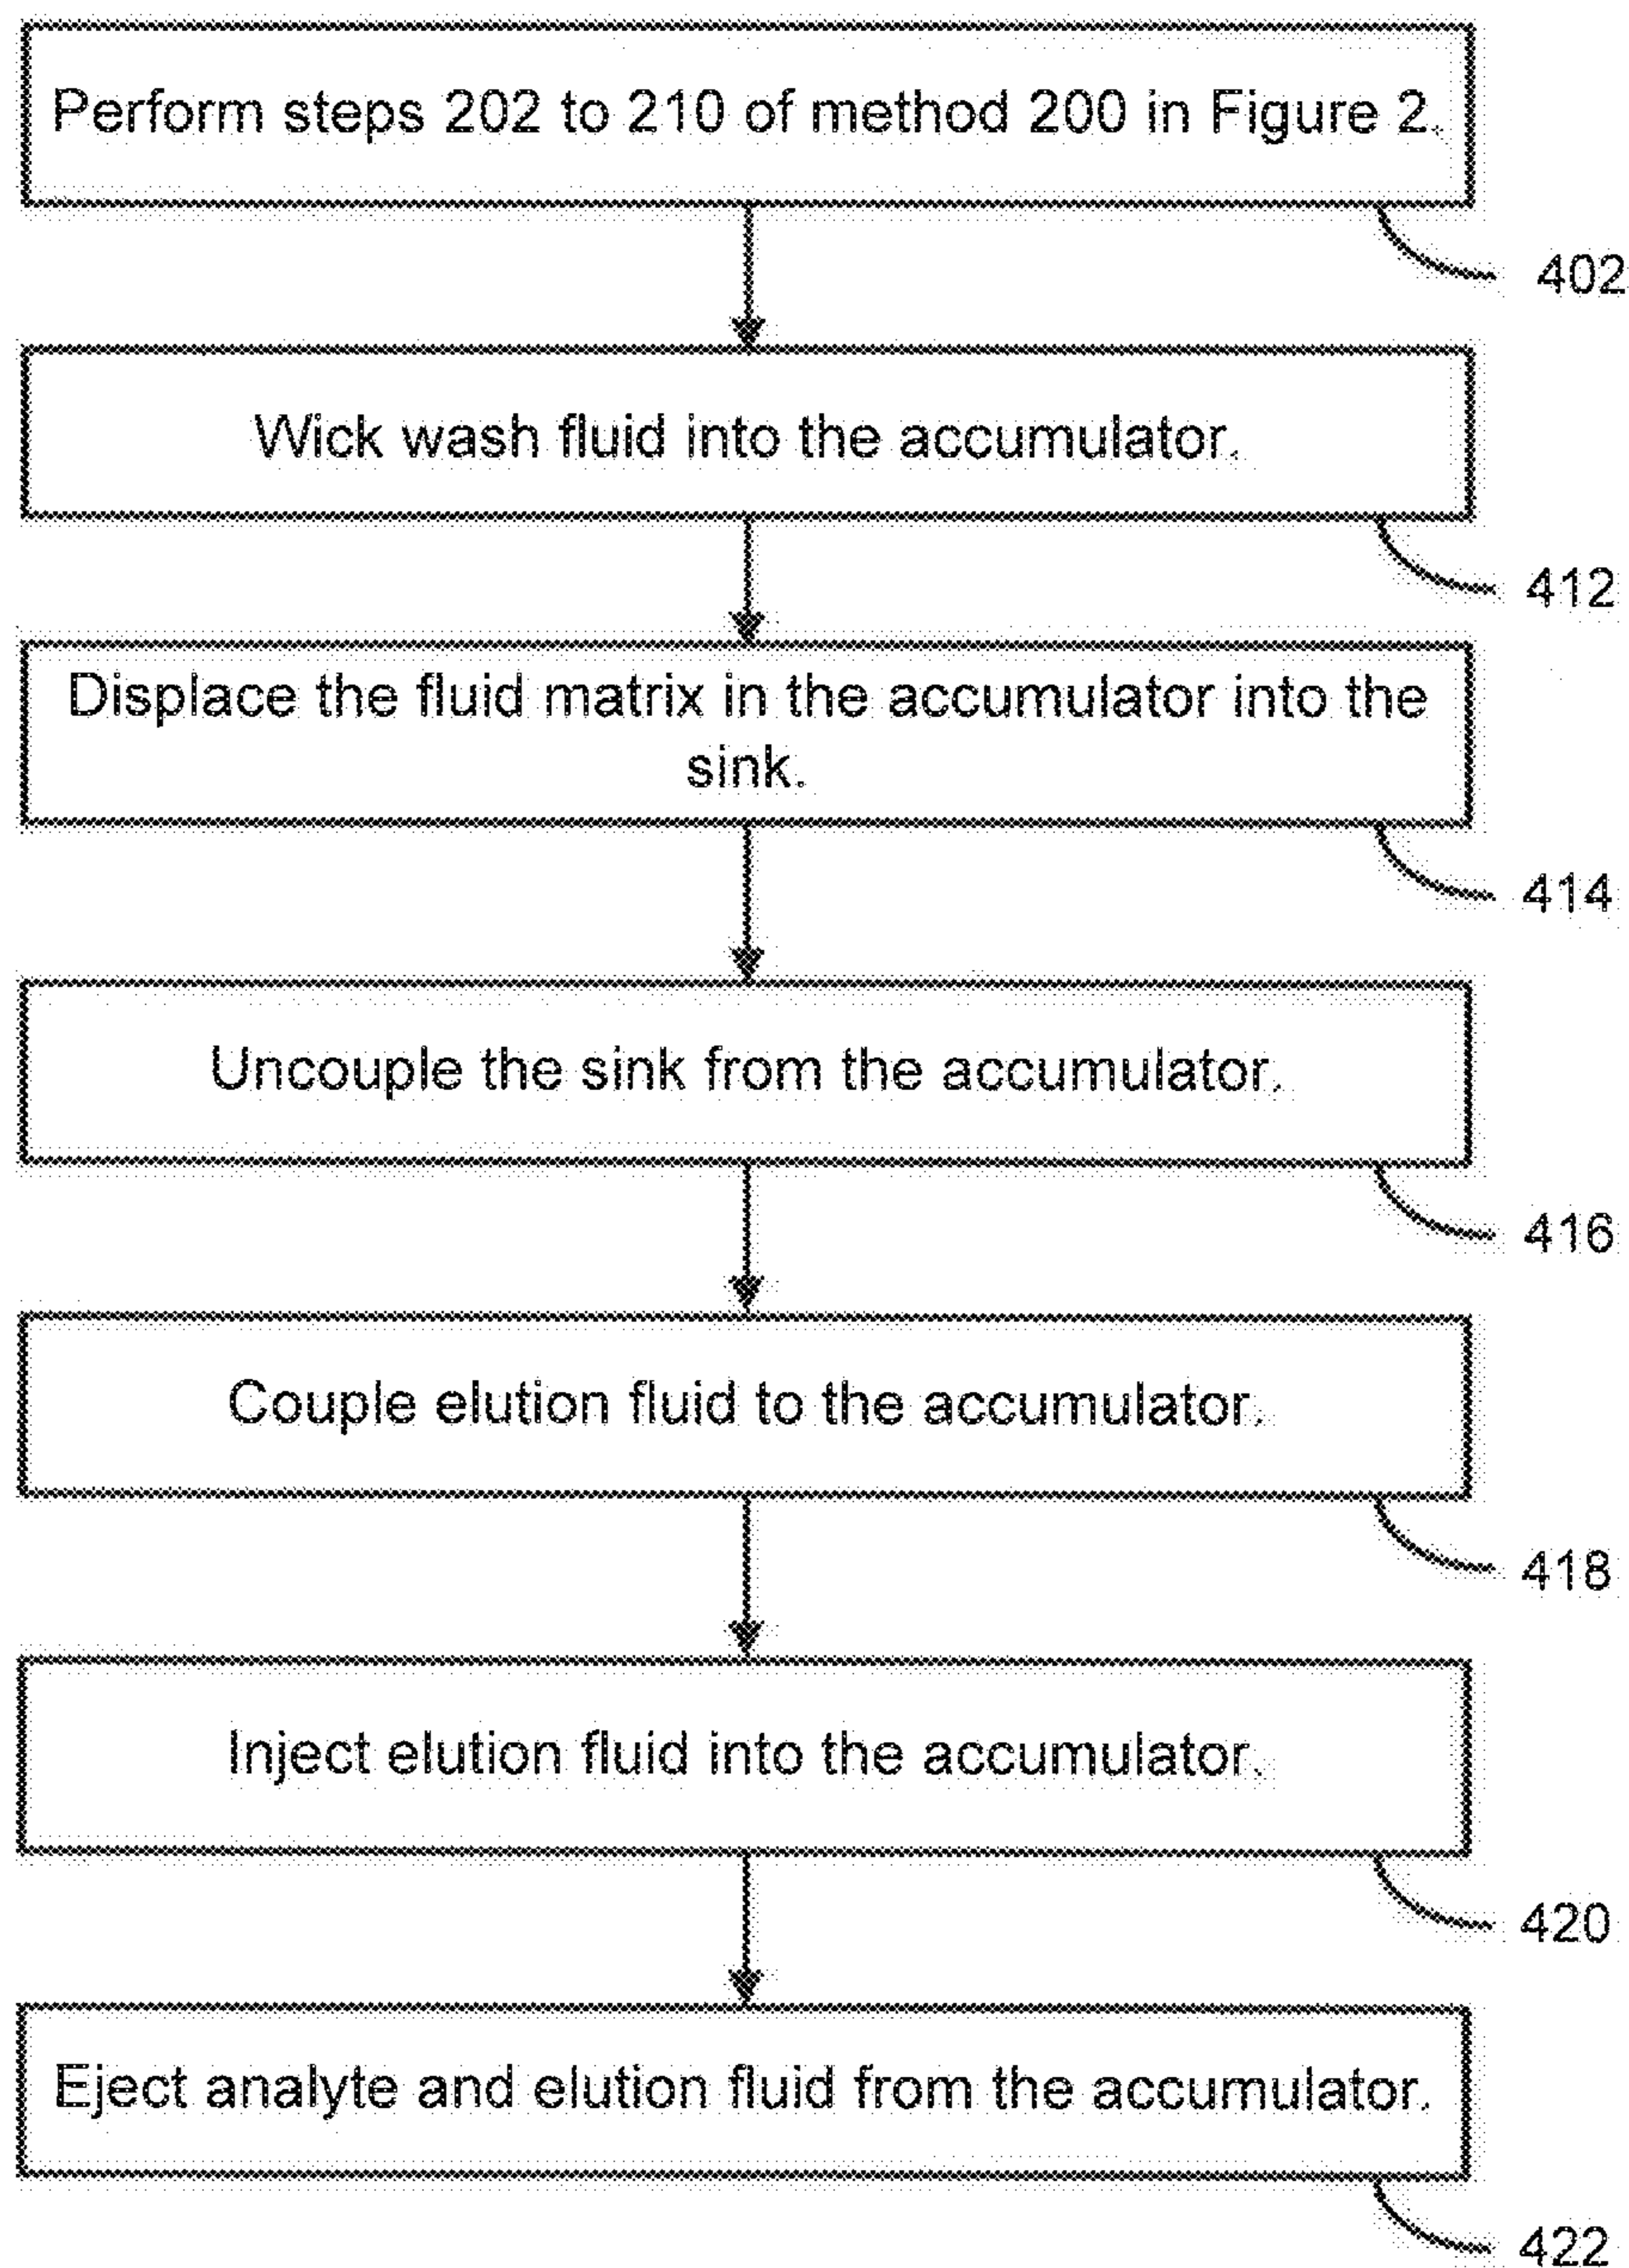 Perform steps 202 to 210 of method 200 in Figure 2.
402
Wick wash fluid into the accumulator.
412
Displace the fluid matrix in the accumulator into the
sink.
414
Uncouple the sink from the accumulator.
416
Couple elution fluid to the accumulator.
418
Inject elution fluid into the accumulator.
420
Eject analyte and elution fluid from the accumulator.
422